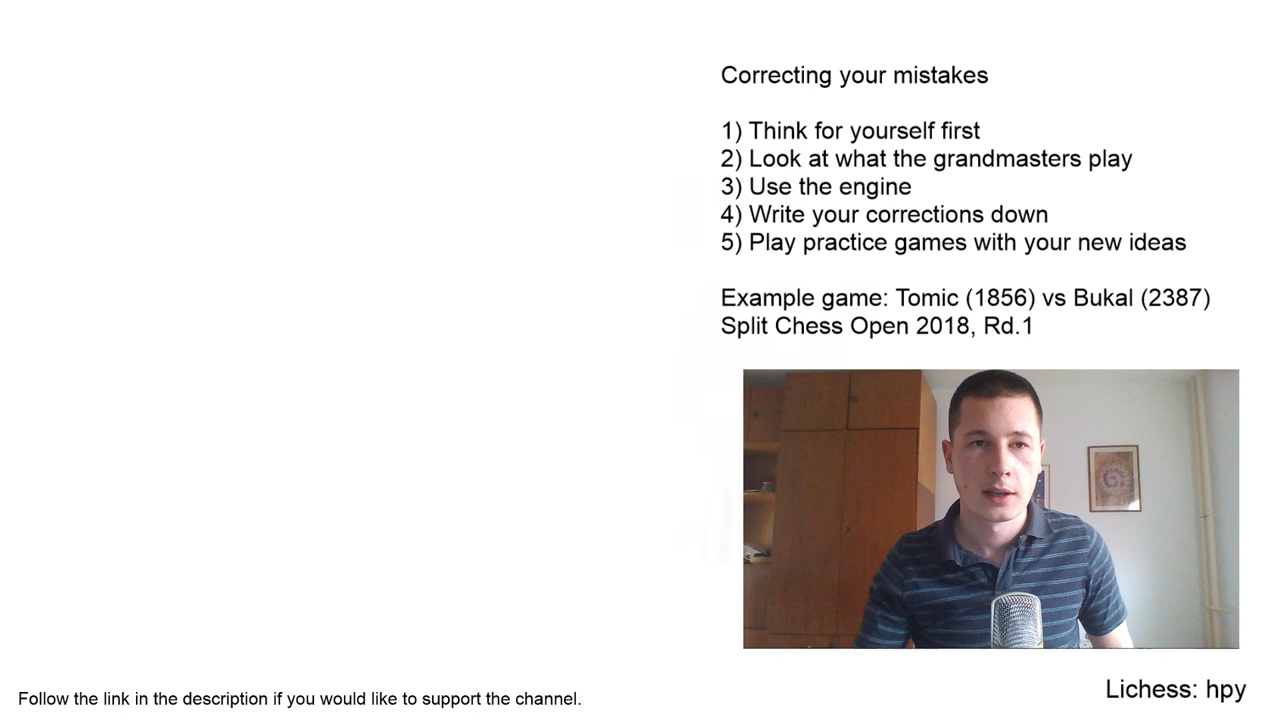 Correcting your mistakes
1) Think for yourself first
2) Look at what the grandmasters play
3) Use the engine
4) Write your corrections down
5) Play practice games with your new ideas
Example game: Tomic (1856) vs Bukal (2387)
Split Chess Open 2018, Rd.1
Follow the link in the description if you would like to support the channel.
Lichess: hpy